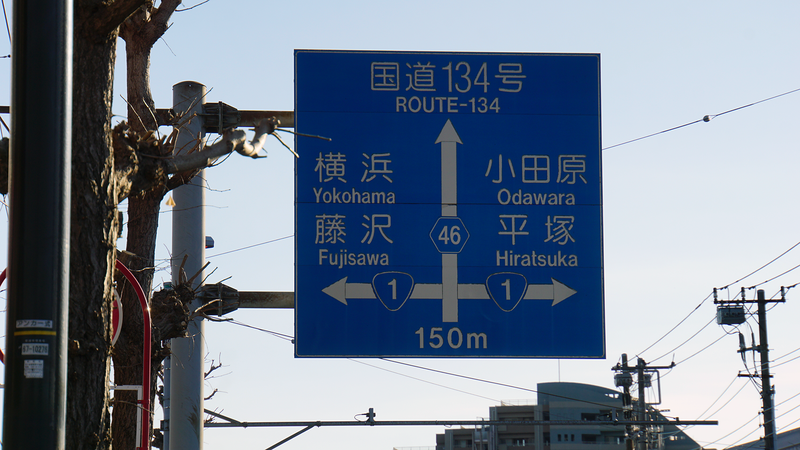 国道134号
ROUTE-134
横浜
Yokohama
小田原
Odawara
藤沢
Fujisawa
46
平塚
Hiratsuka
1
1
150m